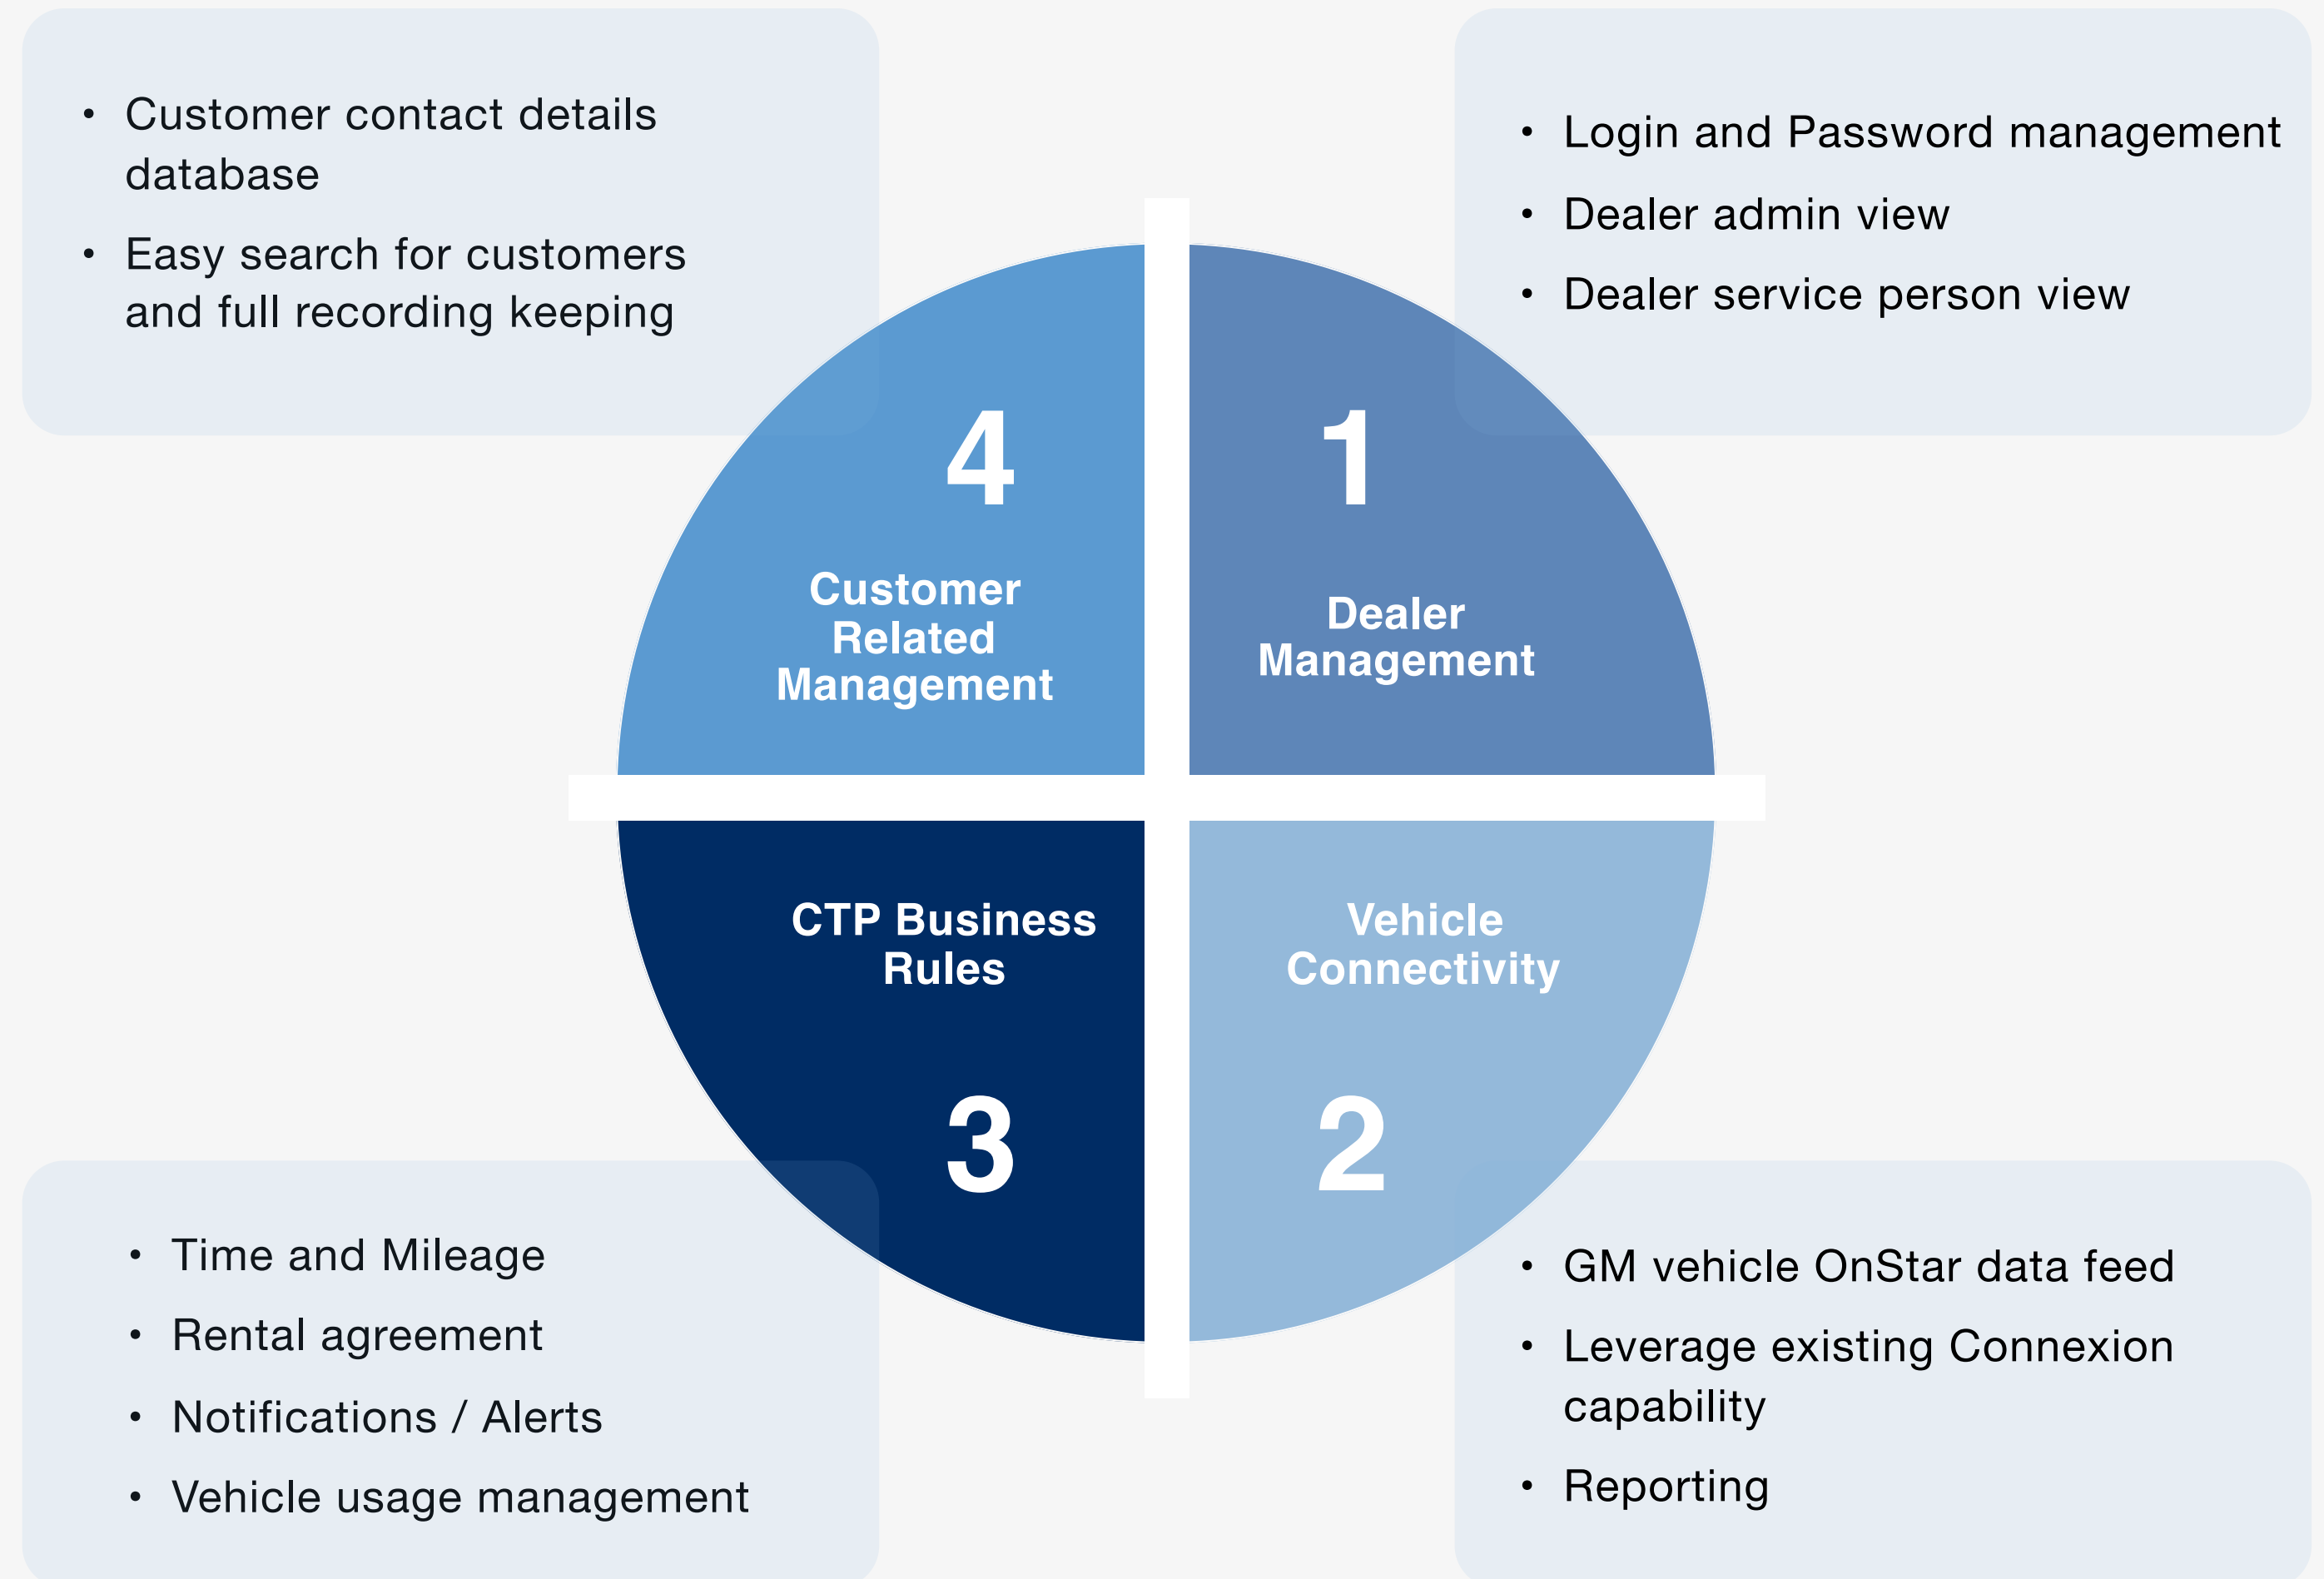 • Customer contact details
database
• Easy search for customers
and full recording keeping
• Login and Password management
• Dealer admin view
• Dealer service person view
4
Customer
Related
Management
1
Dealer
Management
CTP Business
Rules
3
Vehicle
Connectivity
2
• Time and Mileage
• Rental agreement
• Notifications / Alerts
• Vehicle usage management
• GM vehicle OnStar data feed
• Leverage existing Connexion
capability
• Reporting